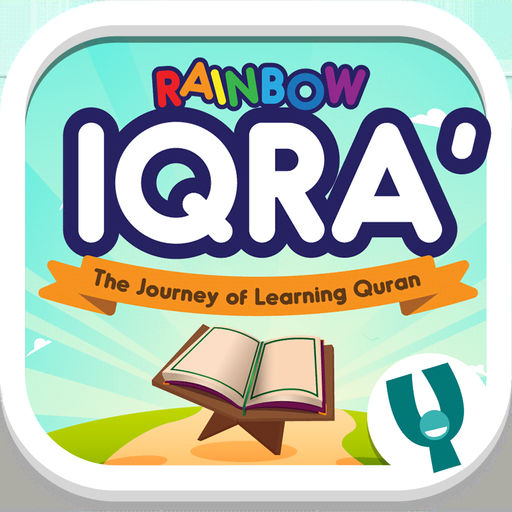 RAINBOW
IQRA'
The Journey of Learning Quran